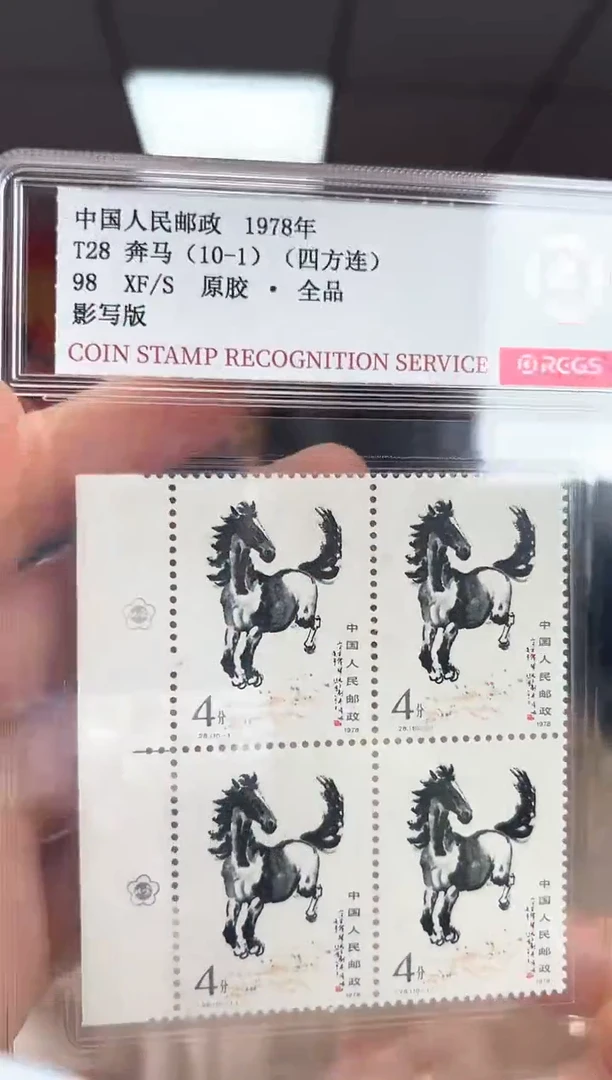 中国人民邮政 1978年
T28 奔马（10-1）（四方连）
98 XF/S 原胶 · 全品
影写版
COIN STAMP RECOGNITION SERVICE
RCGS
中国人民邮政
1978
4分
中国人民邮政
1978
4分
中国人民邮政
1978
4分
中国人民邮政
1978
4分